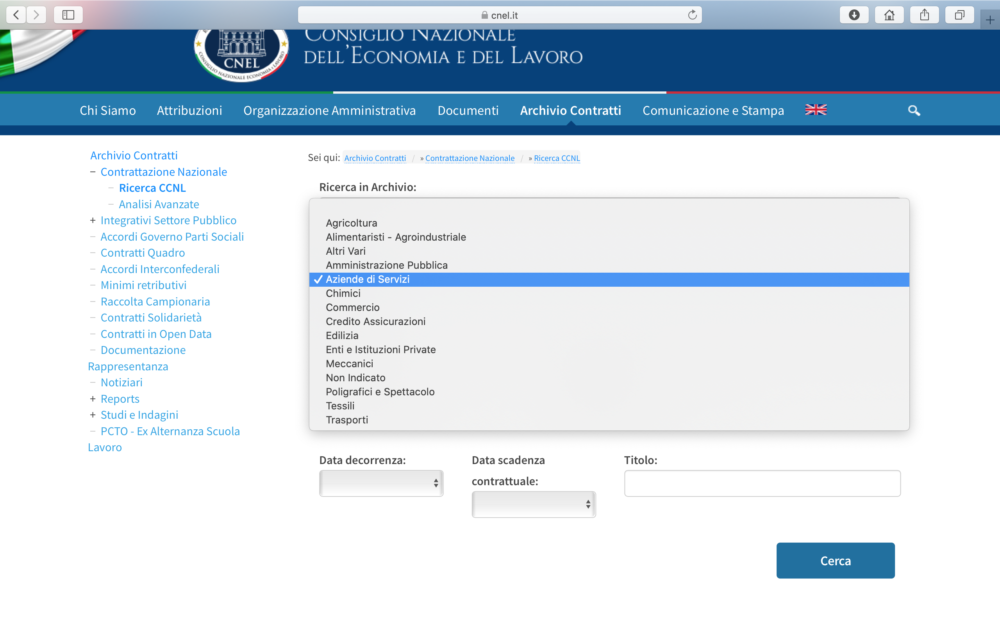 cnel.it
CONSIGLIO NAZIONALE
DELL'ECONOMIA E DEL LAVORO
CNEL
CONSIGLIO NAZIONALE ECONOMIA E LAVORO
Chi Siamo Attribuzioni Organizzazione Amministrativa Documenti Archivio Contratti Comunicazione e Stampa
Archivio Contratti
− Contrattazione Nazionale
– Ricerca CCNL
– Analisi Avanzate
+ Integrativi Settore Pubblico
– Accordi Governo Parti Sociali
– Contratti Quadro
– Accordi Interconfederali
– Minimi retributivi
– Raccolta Campionaria
– Contratti Solidarietà
– Contratti in Open Data
– Documentazione
Rappresentanza
– Notiziari
+ Reports
+ Studi e Indagini
– PCTO - Ex Alternanza Scuola
Lavoro
Sei qui: Archivio Contratti / » Contrattazione Nazionale / » Ricerca CCNL
Ricerca in Archivio:
Agricoltura
Alimentaristi - Agroindustriale
Altri Vari
Amministrazione Pubblica
✓ Aziende di Servizi
Chimici
Commercio
Credito Assicurazioni
Edilizia
Enti e Istituzioni Private
Meccanici
Non Indicato
Poligrafici e Spettacolo
Tessili
Trasporti
Data decorrenza:
Data scadenza
contrattuale:
Titolo:
Cerca